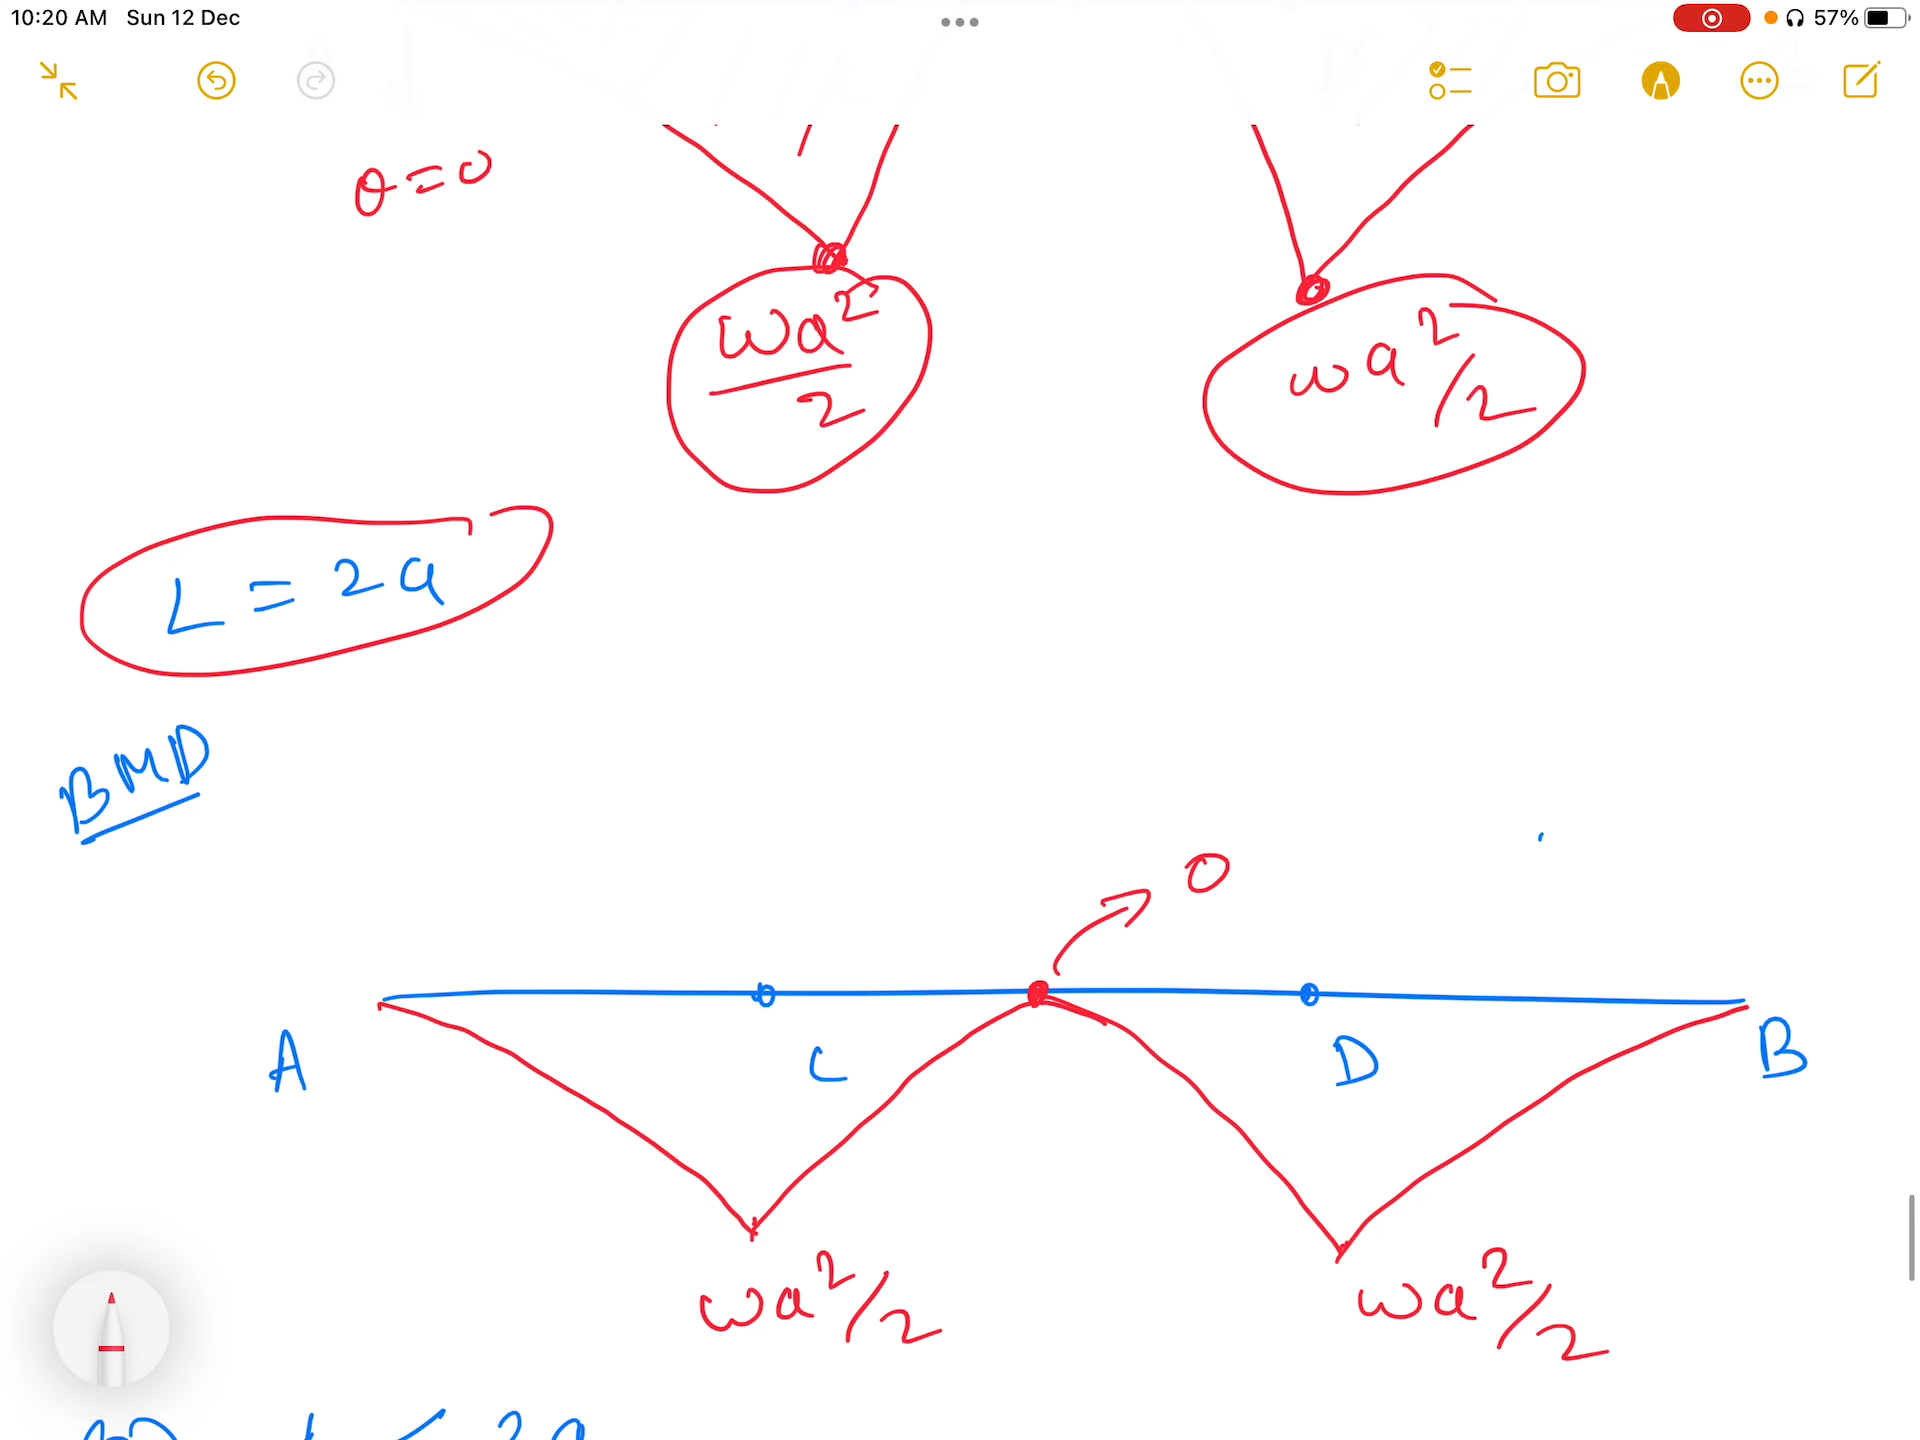 10:20 AM Sun 12 Dec
57%
θ=0
wa²/2
wa²/2
L = 2a
BMD
0
A C D B
wa²/2 wa²/2